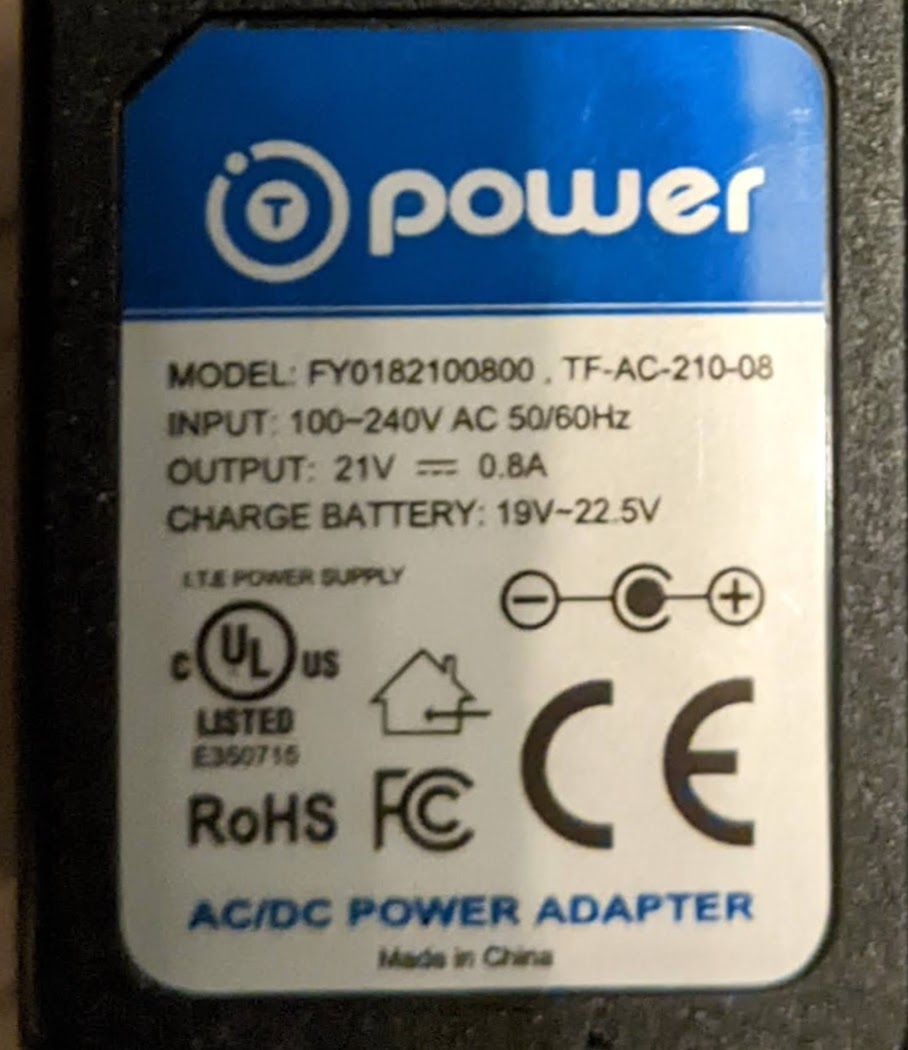 T power
MODEL: FY0182100800 , TF-AC-210-08
INPUT: 100~240V AC 50/60Hz
OUTPUT: 21V ⎓ 0.8A
CHARGE BATTERY: 19V~22.5V
I.T.E POWER SUPPLY
c UL US
LISTED
E350715
RoHS FC CE
AC/DC POWER ADAPTER
Made in China